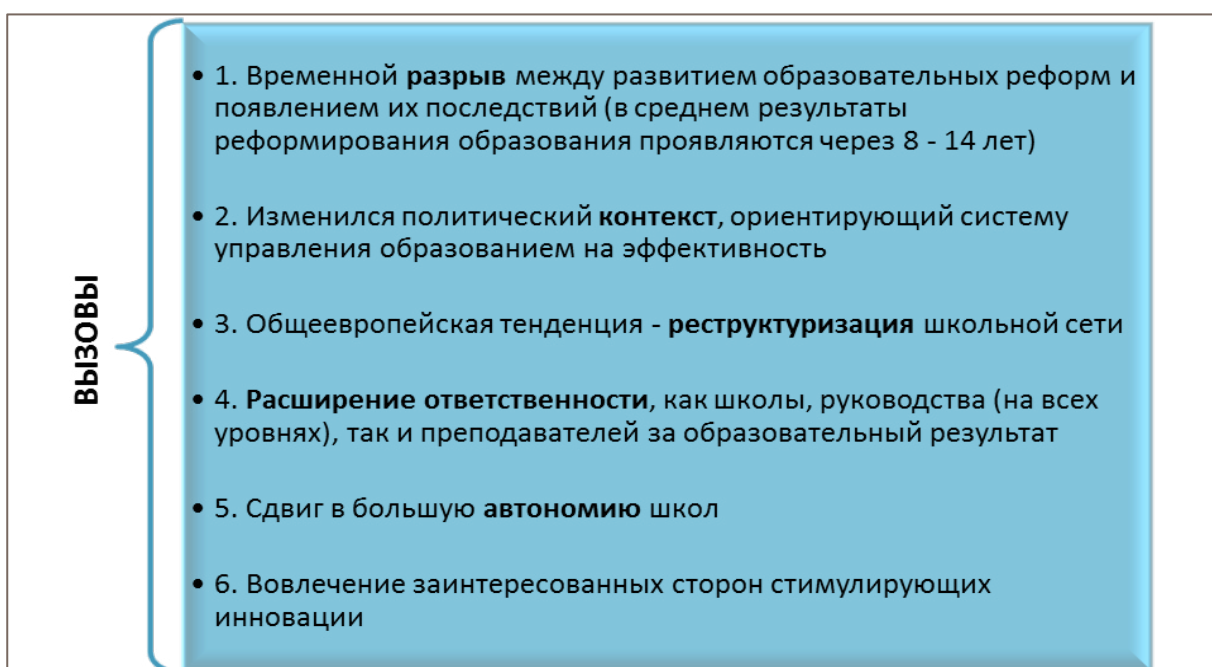 ВЫЗОВЫ
• 1. Временной разрыв между развитием образовательных реформ и
появлением их последствий (в среднем результаты
реформирования образования проявляются через 8 - 14 лет)
• 2. Изменился политический контекст, ориентирующий систему
управления образованием на эффективность
• 3. Общеевропейская тенденция - реструктуризация школьной сети
• 4. Расширение ответственности, как школы, руководства (на всех
уровнях), так и преподавателей за образовательный результат
• 5. Сдвиг в большую автономию школ
• 6. Вовлечение заинтересованных сторон стимулирующих
инновации